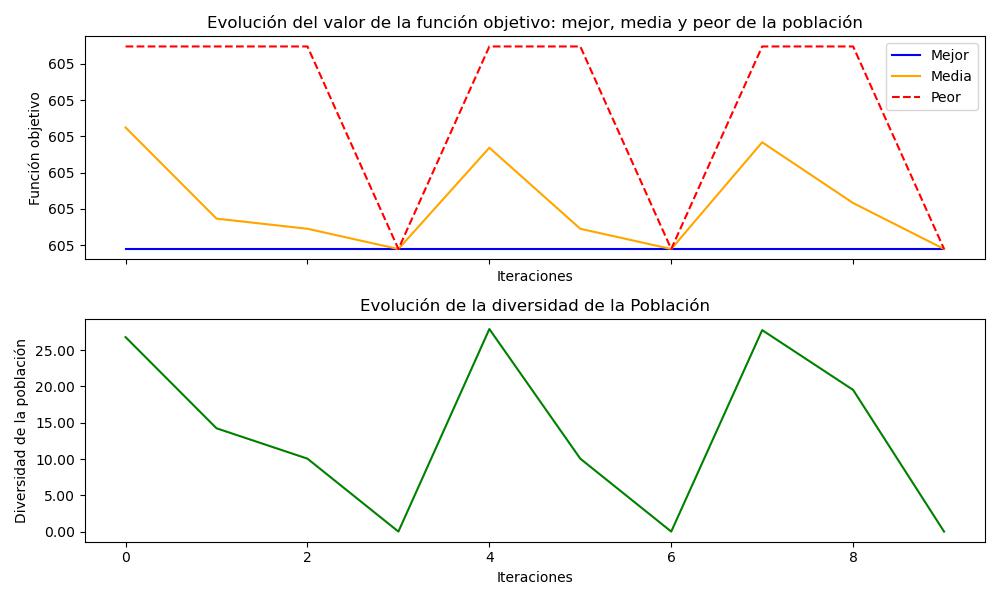 Evolución del valor de la función objetivo: mejor, media y peor de la población
Función objetivo
605
605
605
605
605
605
Mejor
Media
Peor
Iteraciones
Evolución de la diversidad de la Población
Diversidad de la población
25.00
20.00
15.00
10.00
5.00
0.00
0
2
4
6
8
Iteraciones